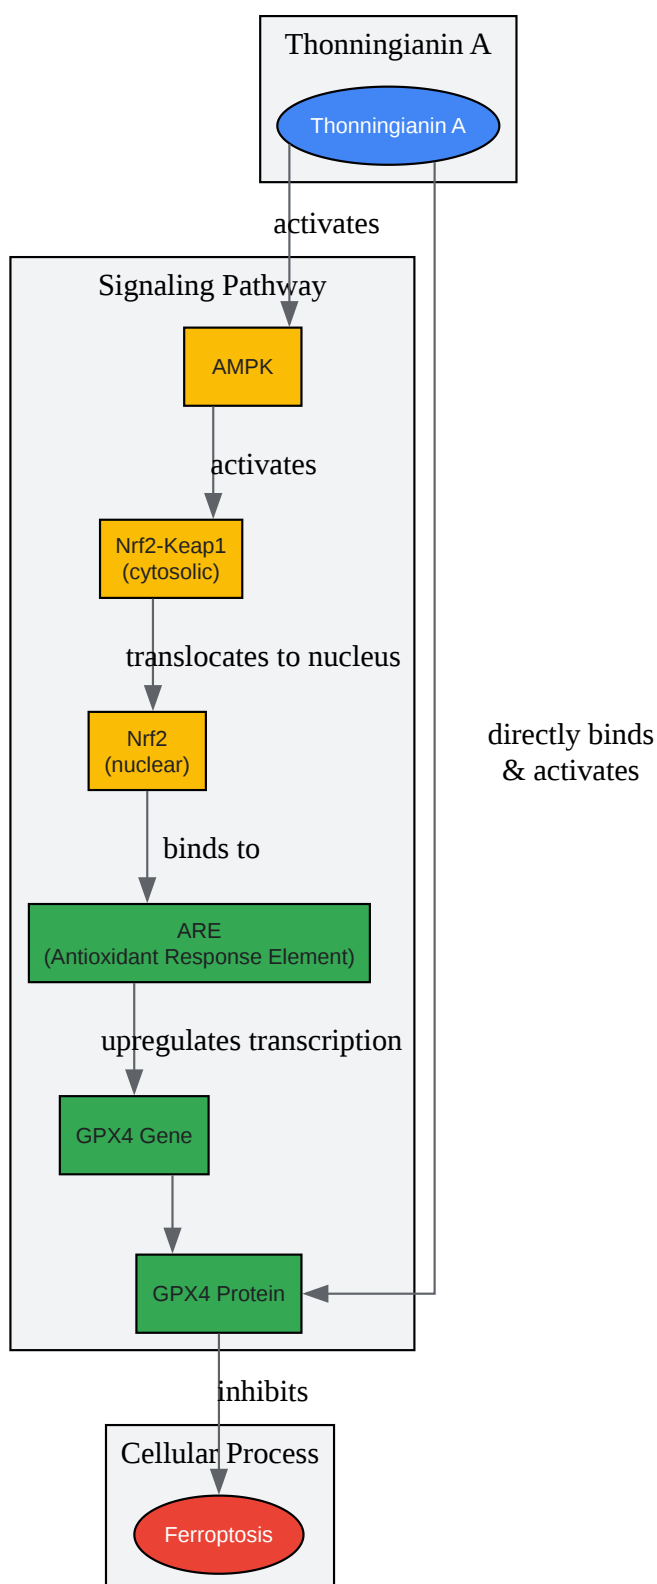 Thonningianin A
Thonningianin A
activates
Signaling Pathway
AMPK
activates
Nrf2-Keap1
(cytosolic)
translocates to nucleus
Nrf2
(nuclear)
directly binds
& activates
binds to
ARE
(Antioxidant Response Element)
upregulates transcription
GPX4 Gene
GPX4 Protein
inhibits
Cellular Process
Ferroptosis